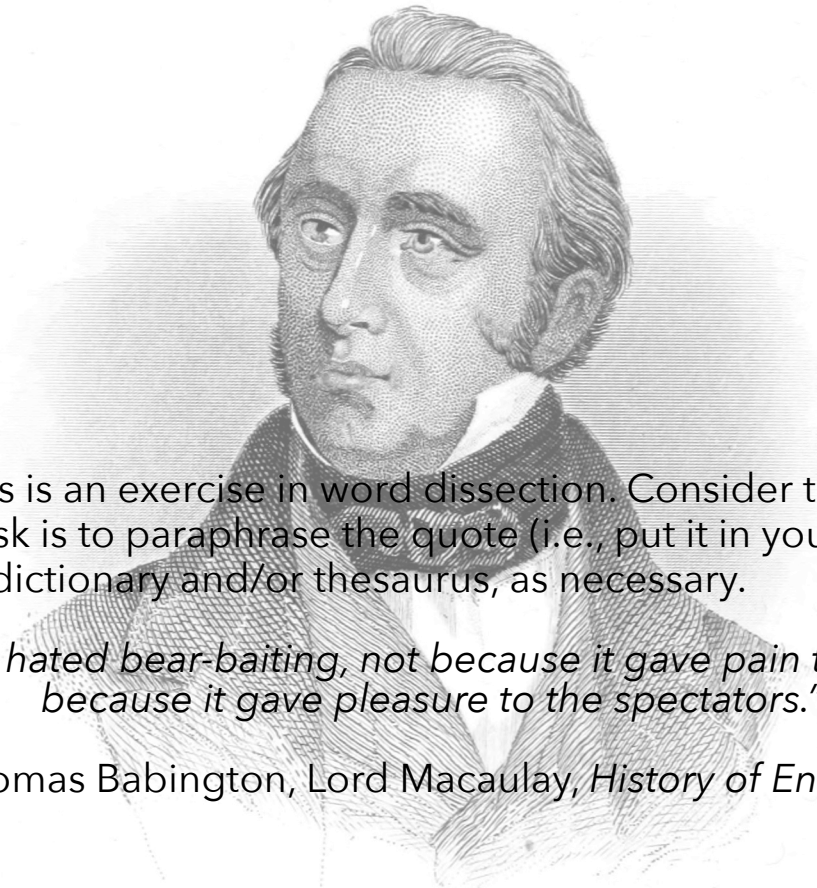 s is an exercise in word dissection. Consider t
sk is to paraphrase the quote (i.e., put it in you
dictionary and/or thesaurus, as necessary.
hated bear-baiting, not because it gave pain t
because it gave pleasure to the spectators.'
omas Babington, Lord Macaulay, History of En